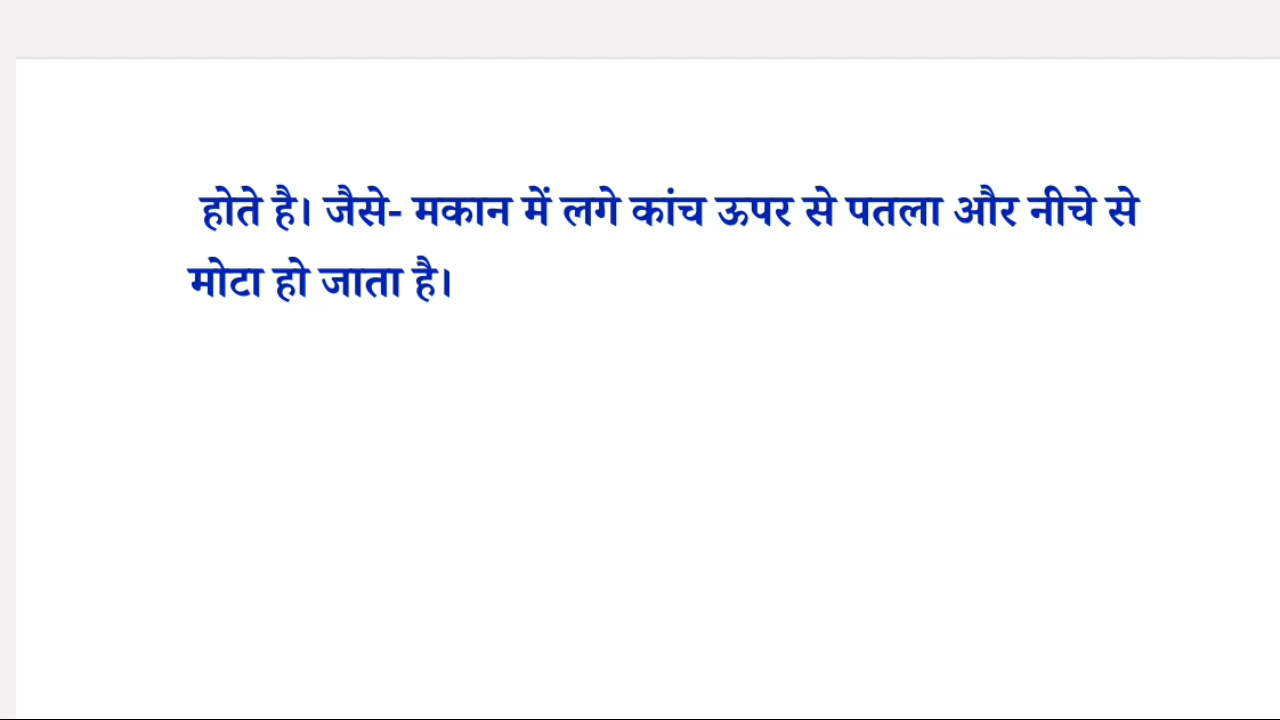 होते है। जैसे- मकान में लगे कांच ऊपर से पतला और नीचे से
मोटा हो जाता है।